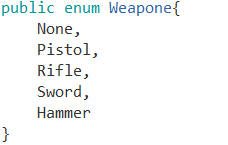 public enum Weapone{
    None,
    Pistol,
    Rifle,
    Sword,
    Hammer
}